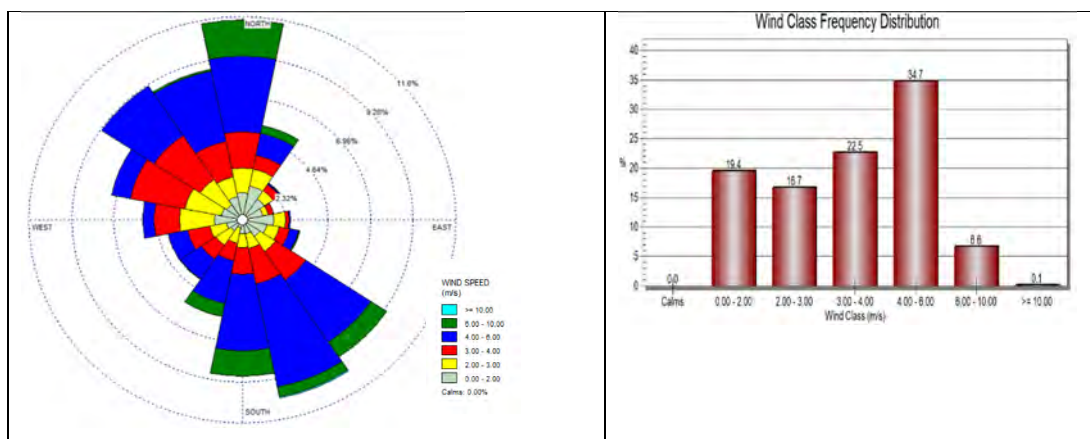 NORTH
11.6%
9.28%
6.96%
4.64%
2.32%
WEST
EAST
WIND SPEED
(m/s)
>= 10.00
6.00 - 10.00
4.00 - 6.00
3.00 - 4.00
2.00 - 3.00
0.00 - 2.00
Calms: 0.00%
SOUTH
Wind Class Frequency Distribution
40
35
30
25
20
15
10
5
0
%
0.0
19.4
16.7
22.5
34.7
6.6
0.1
Calms
0.00 - 2.00
2.00 - 3.00
3.00 - 4.00
4.00 - 6.00
6.00 - 10.00
>= 10.00
Wind Class (m/s)